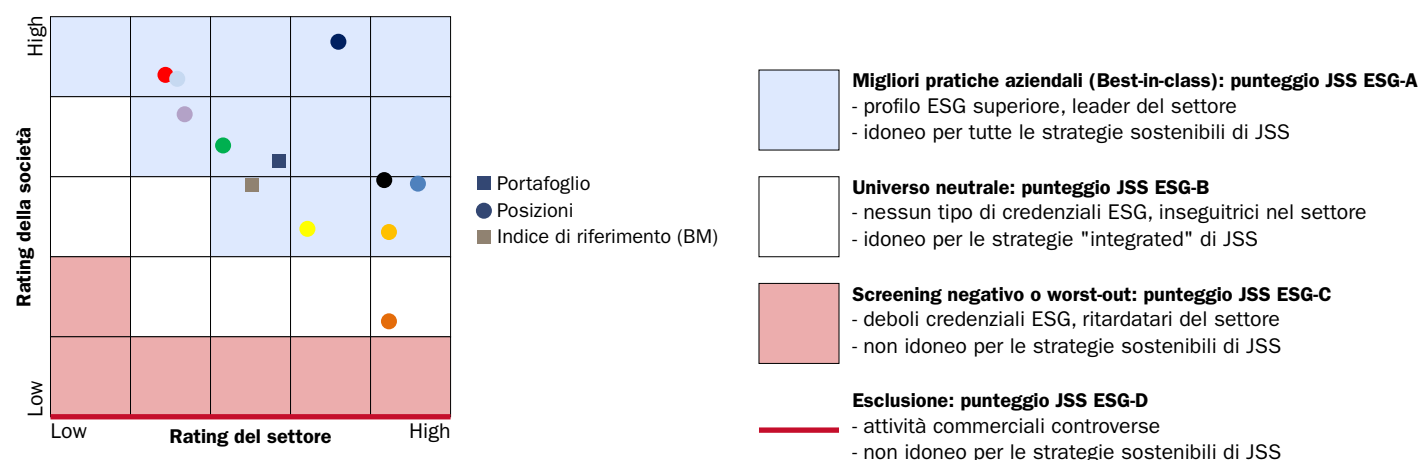 High
Rating della società
Low
Low
Rating del settore
High
Portafoglio
Posizioni
Indice di riferimento (BM)
Migliori pratiche aziendali (Best-in-class): punteggio JSS ESG-A
- profilo ESG superiore, leader del settore
- idoneo per tutte le strategie sostenibili di JSS
Universo neutrale: punteggio JSS ESG-B
- nessun tipo di credenziali ESG, inseguitrici nel settore
- idoneo per le strategie "integrated" di JSS
Screening negativo o worst-out: punteggio JSS ESG-C
- deboli credenziali ESG, ritardatari del settore
- non idoneo per le strategie sostenibili di JSS
Esclusione: punteggio JSS ESG-D
- attività commerciali controverse
- non idoneo per le strategie sostenibili di JSS